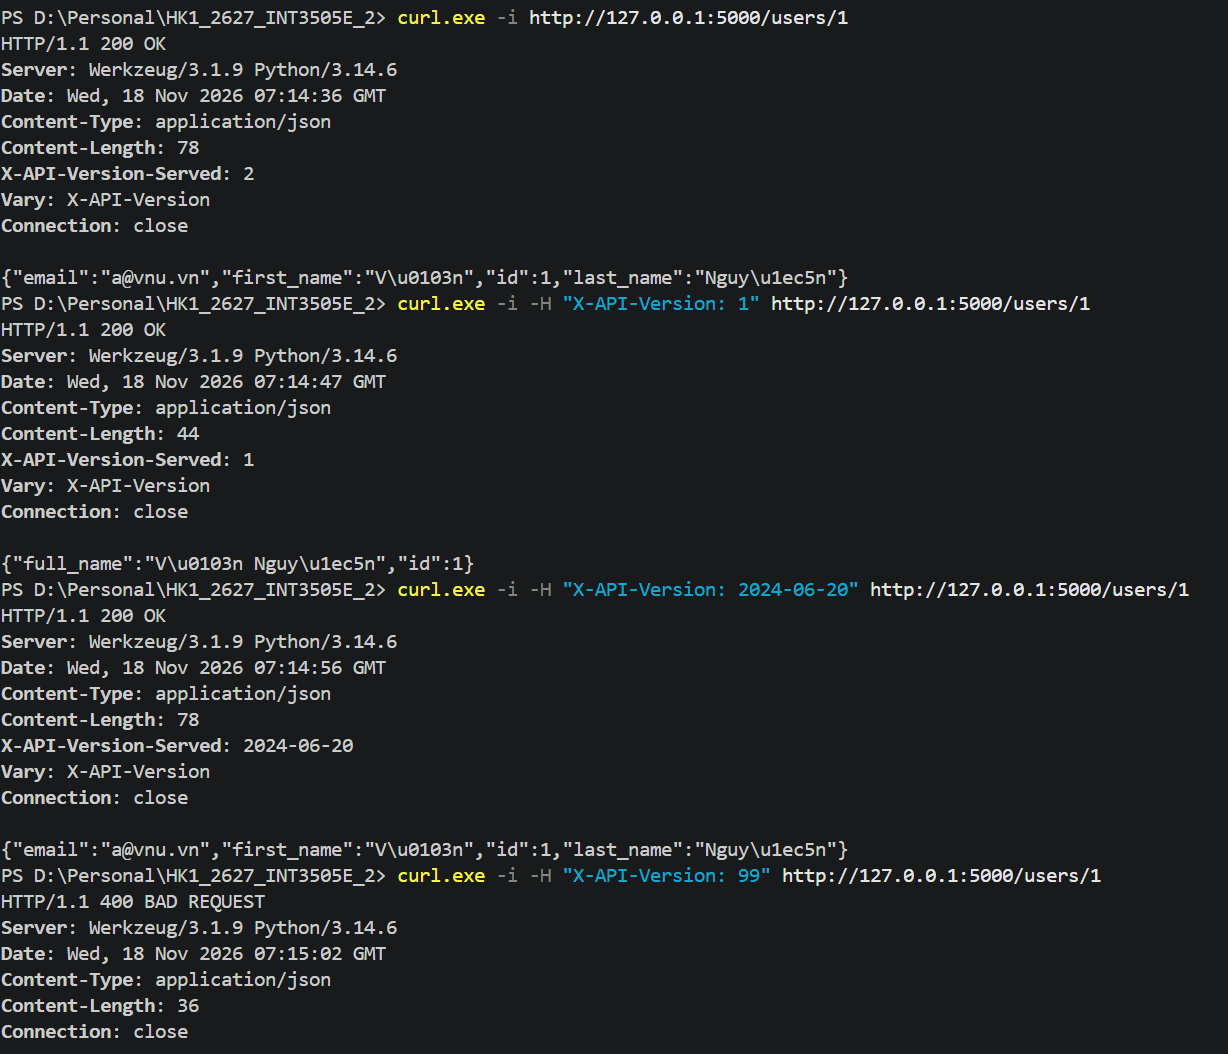 PS D:\Personal\HK1_2627_INT3505E_2> curl.exe -i http://127.0.0.1:5000/users/1
HTTP/1.1 200 OK
Server: Werkzeug/3.1.9 Python/3.14.6
Date: Wed, 18 Nov 2026 07:14:36 GMT
Content-Type: application/json
Content-Length: 78
X-API-Version-Served: 2
Vary: X-API-Version
Connection: close

{"email":"a@vnu.vn","first_name":"V\u0103n","id":1,"last_name":"Nguy\u1ec5n"}
PS D:\Personal\HK1_2627_INT3505E_2> curl.exe -i -H "X-API-Version: 1" http://127.0.0.1:5000/users/1
HTTP/1.1 200 OK
Server: Werkzeug/3.1.9 Python/3.14.6
Date: Wed, 18 Nov 2026 07:14:47 GMT
Content-Type: application/json
Content-Length: 44
X-API-Version-Served: 1
Vary: X-API-Version
Connection: close

{"full_name":"V\u0103n Nguy\u1ec5n","id":1}
PS D:\Personal\HK1_2627_INT3505E_2> curl.exe -i -H "X-API-Version: 2024-06-20" http://127.0.0.1:5000/users/1
HTTP/1.1 200 OK
Server: Werkzeug/3.1.9 Python/3.14.6
Date: Wed, 18 Nov 2026 07:14:56 GMT
Content-Type: application/json
Content-Length: 78
X-API-Version-Served: 2024-06-20
Vary: X-API-Version
Connection: close

{"email":"a@vnu.vn","first_name":"V\u0103n","id":1,"last_name":"Nguy\u1ec5n"}
PS D:\Personal\HK1_2627_INT3505E_2> curl.exe -i -H "X-API-Version: 99" http://127.0.0.1:5000/users/1
HTTP/1.1 400 BAD REQUEST
Server: Werkzeug/3.1.9 Python/3.14.6
Date: Wed, 18 Nov 2026 07:15:02 GMT
Content-Type: application/json
Content-Length: 36
Connection: close